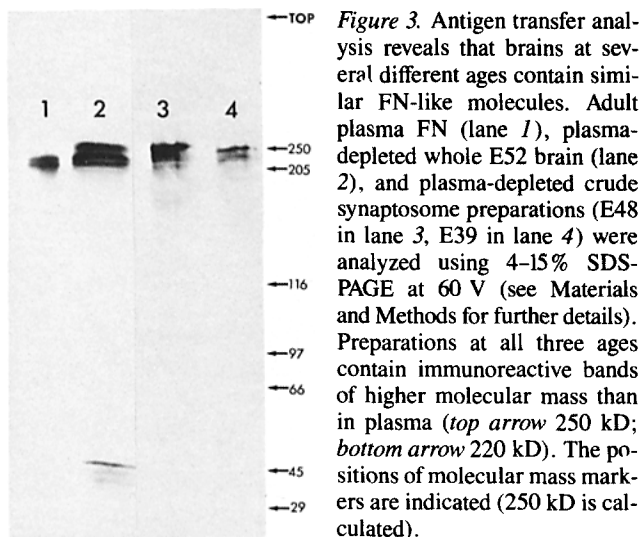 TOP
1 2 3 4
250
205
116
97
66
45
29
Figure 3. Antigen transfer anal-
ysis reveals that brains at sev-
eral different ages contain simi-
lar FN-like molecules. Adult
plasma FN (lane 1), plasma-
depleted whole E52 brain (lane
2), and plasma-depleted crude
synaptosome preparations (E48
in lane 3, E39 in lane 4) were
analyzed using 4–15% SDS-
PAGE at 60 V (see Materials
and Methods for further details).
Preparations at all three ages
contain immunoreactive bands
of higher molecular mass than
in plasma (top arrow 250 kD;
bottom arrow 220 kD). The po-
sitions of molecular mass mark-
ers are indicated (250 kD is cal-
culated).